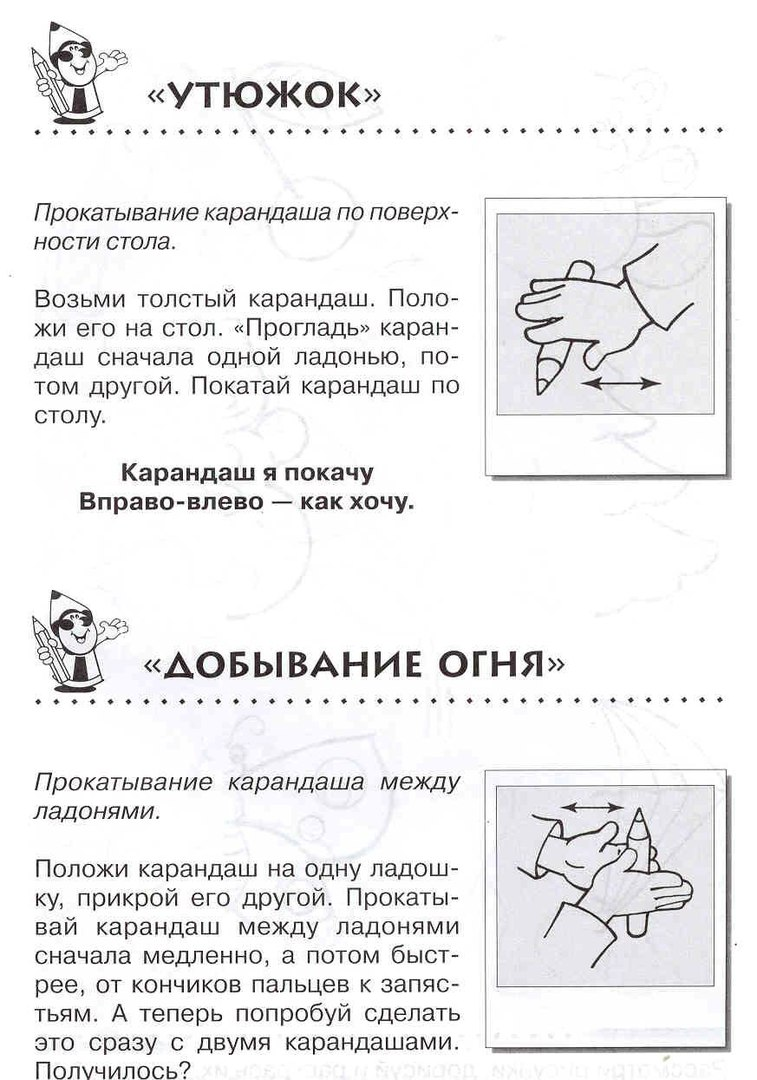 «УТЮЖОК»
Прокатывание карандаша по поверх-
ности стола.
Возьми толстый карандаш. Поло-
жи его на стол. «Прогладь» каран-
даш сначала одной ладонью, по-
том другой. Покатай карандаш по
столу.
Карандаш я покачу
Вправо-влево — как хочу.
«ДОБЫВАНИЕ ОГНЯ»
Прокатывание карандаша между
ладонями.
Положи карандаш на одну ладош-
ку, прикрой его другой. Прокаты-
вай карандаш между ладонями
сначала медленно, а потом быст-
рее, от кончиков пальцев к запяс-
тьям. А теперь попробуй сделать
это сразу с двумя карандашами.
Получилось?